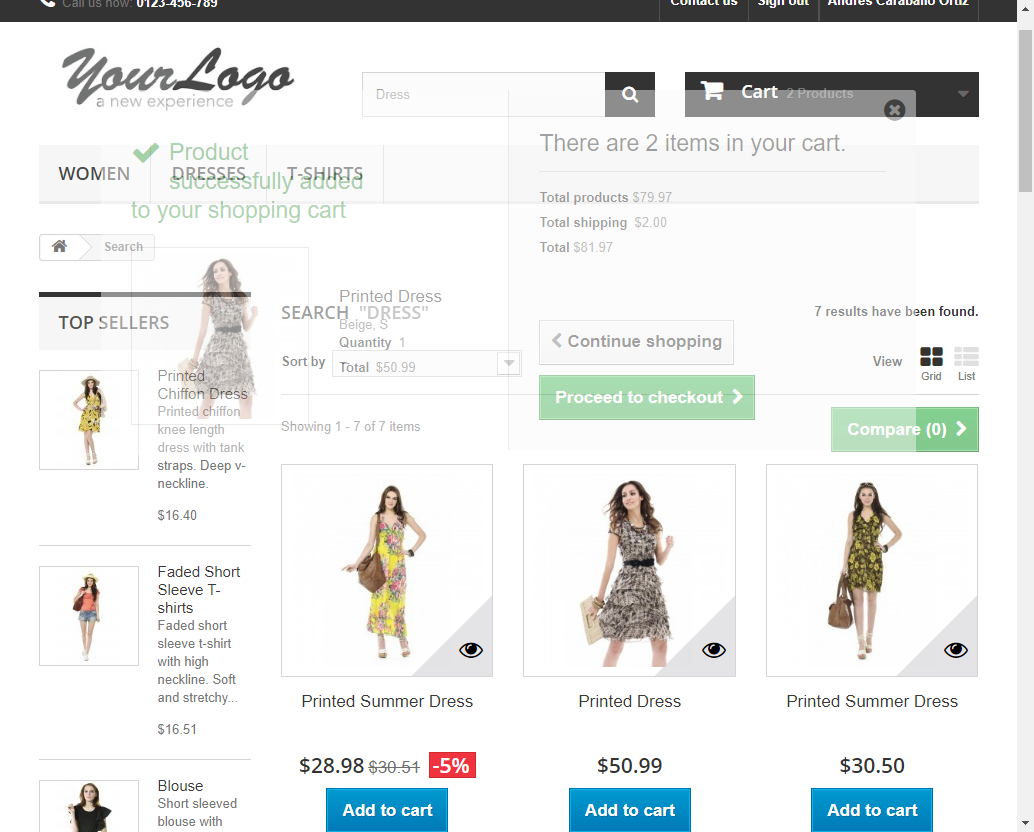 Call us now: 0123-456-789
Contact us
Sign out
Andrés Caraballo Ortiz
YourLogo
a new experience
Dress
Cart 2 Products
Product
successfully added
to your shopping cart
There are 2 items in your cart.
Total products $79.97
Total shipping $2.00
Total $81.97
WOMEN
DRESSES
T-SHIRTS
Search
Printed Dress
Beige, S
Quantity 1
Total $50.99
Continue shopping
Proceed to checkout
TOP SELLERS
SEARCH "DRESS"
7 results have been found.
Sort by
View
Grid
List
Showing 1 - 7 of 7 items
Compare (0)
Printed
Chiffon Dress
Printed chiffon
knee length
dress with tank
straps. Deep v-
neckline.
$16.40
Faded Short
Sleeve T-
shirts
Faded short
sleeve t-shirt
with high
neckline. Soft
and stretchy...
$16.51
Blouse
Short sleeved
blouse with
Printed Summer Dress
$28.98 $30.51 -5%
Add to cart
Printed Dress
$50.99
Add to cart
Printed Summer Dress
$30.50
Add to cart